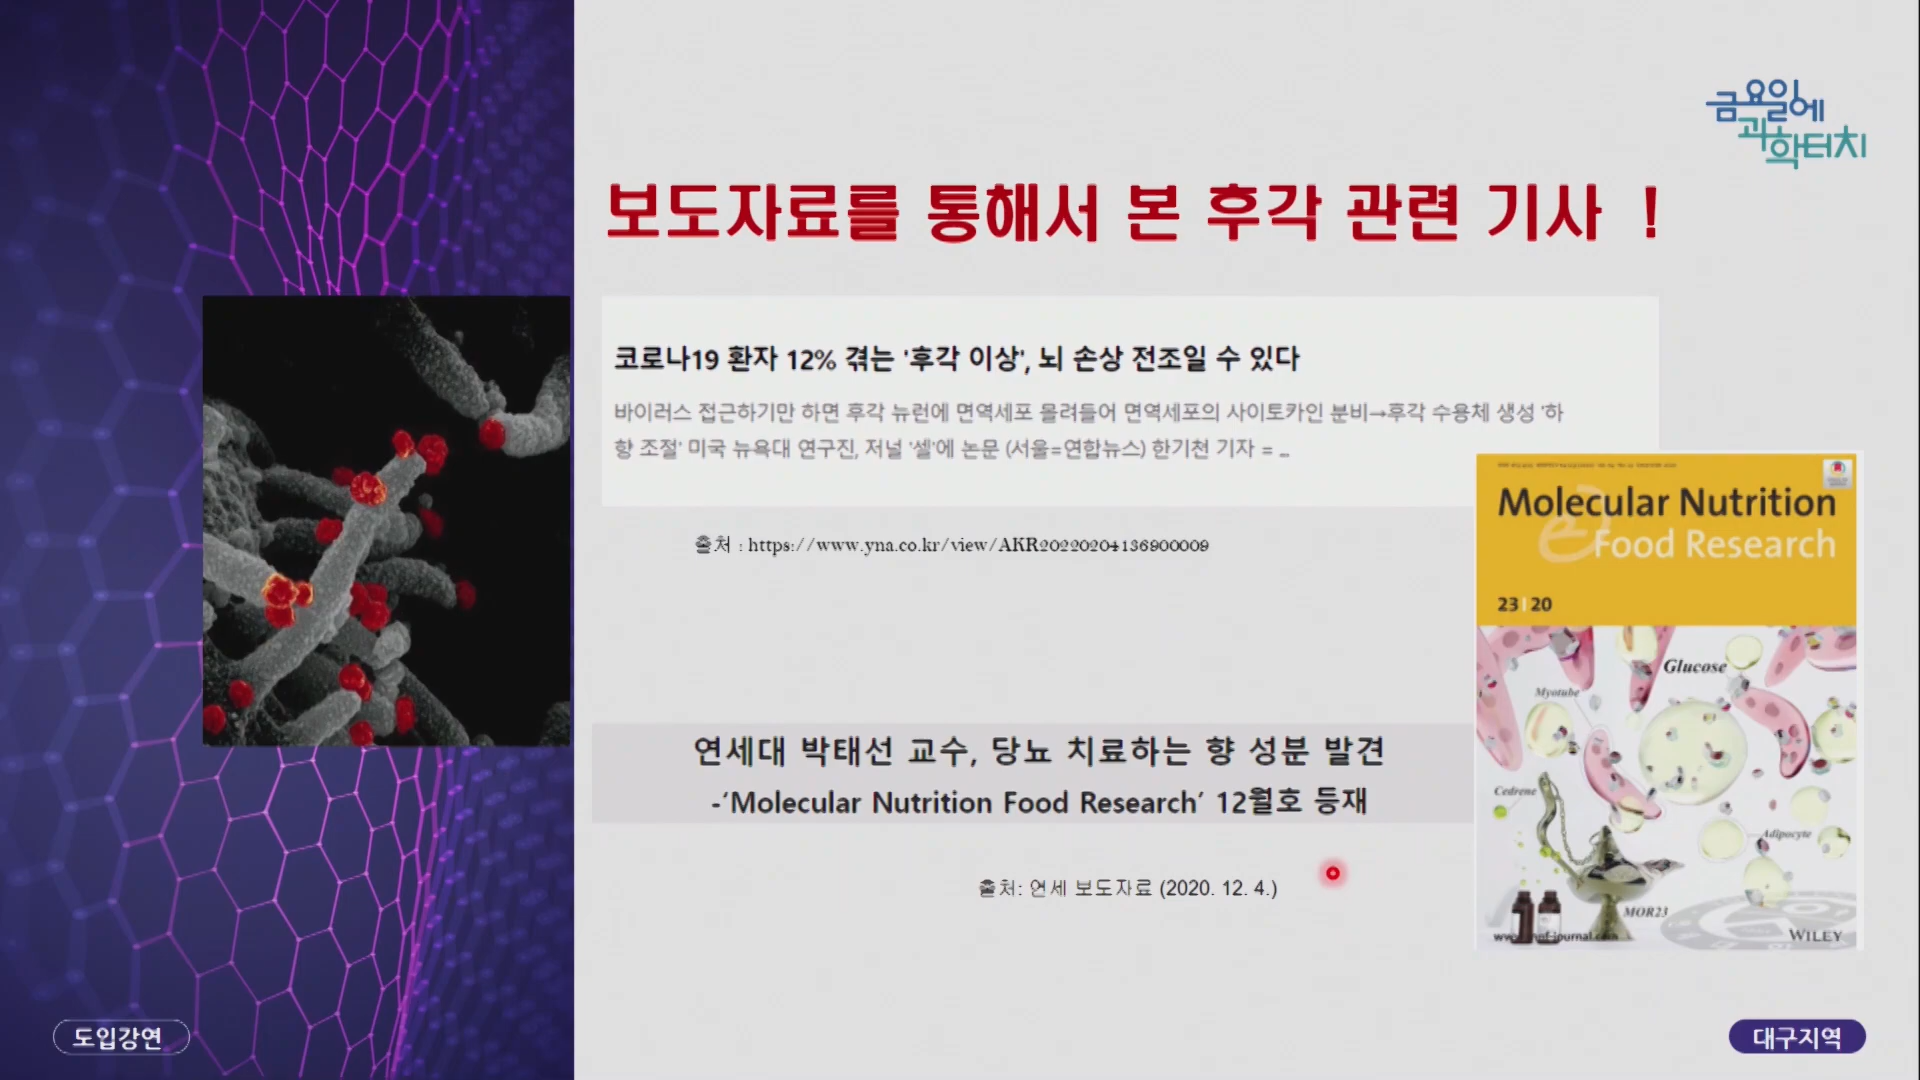 금요일에
과학터치
보도자료를 통해서 본 후각 관련 기사 !
코로나19 환자 12% 겪는 '후각 이상', 뇌 손상 전조일 수 있다
바이러스 접근하기만 하면 후각 뉴런에 면역세포 몰려들어 면역세포의 사이토카인 분비→후각 수용체 생성 '하
향 조절' 미국 뉴욕대 연구진, 저널 '셀'에 논문 (서울=연합뉴스) 한기천 기자 = ...
출처 : https://www.yna.co.kr/view/AKR20220204136900009
Molecular Nutrition
Food Research
23 | 20
Glucose
Myotube
Cedrene
Adipocyte
MOR23
WILEY
연세대 박태선 교수, 당뇨 치료하는 향 성분 발견
-'Molecular Nutrition Food Research' 12월호 등재
출처: 연세 보도자료 (2020. 12. 4.)
도입강연
대구지역